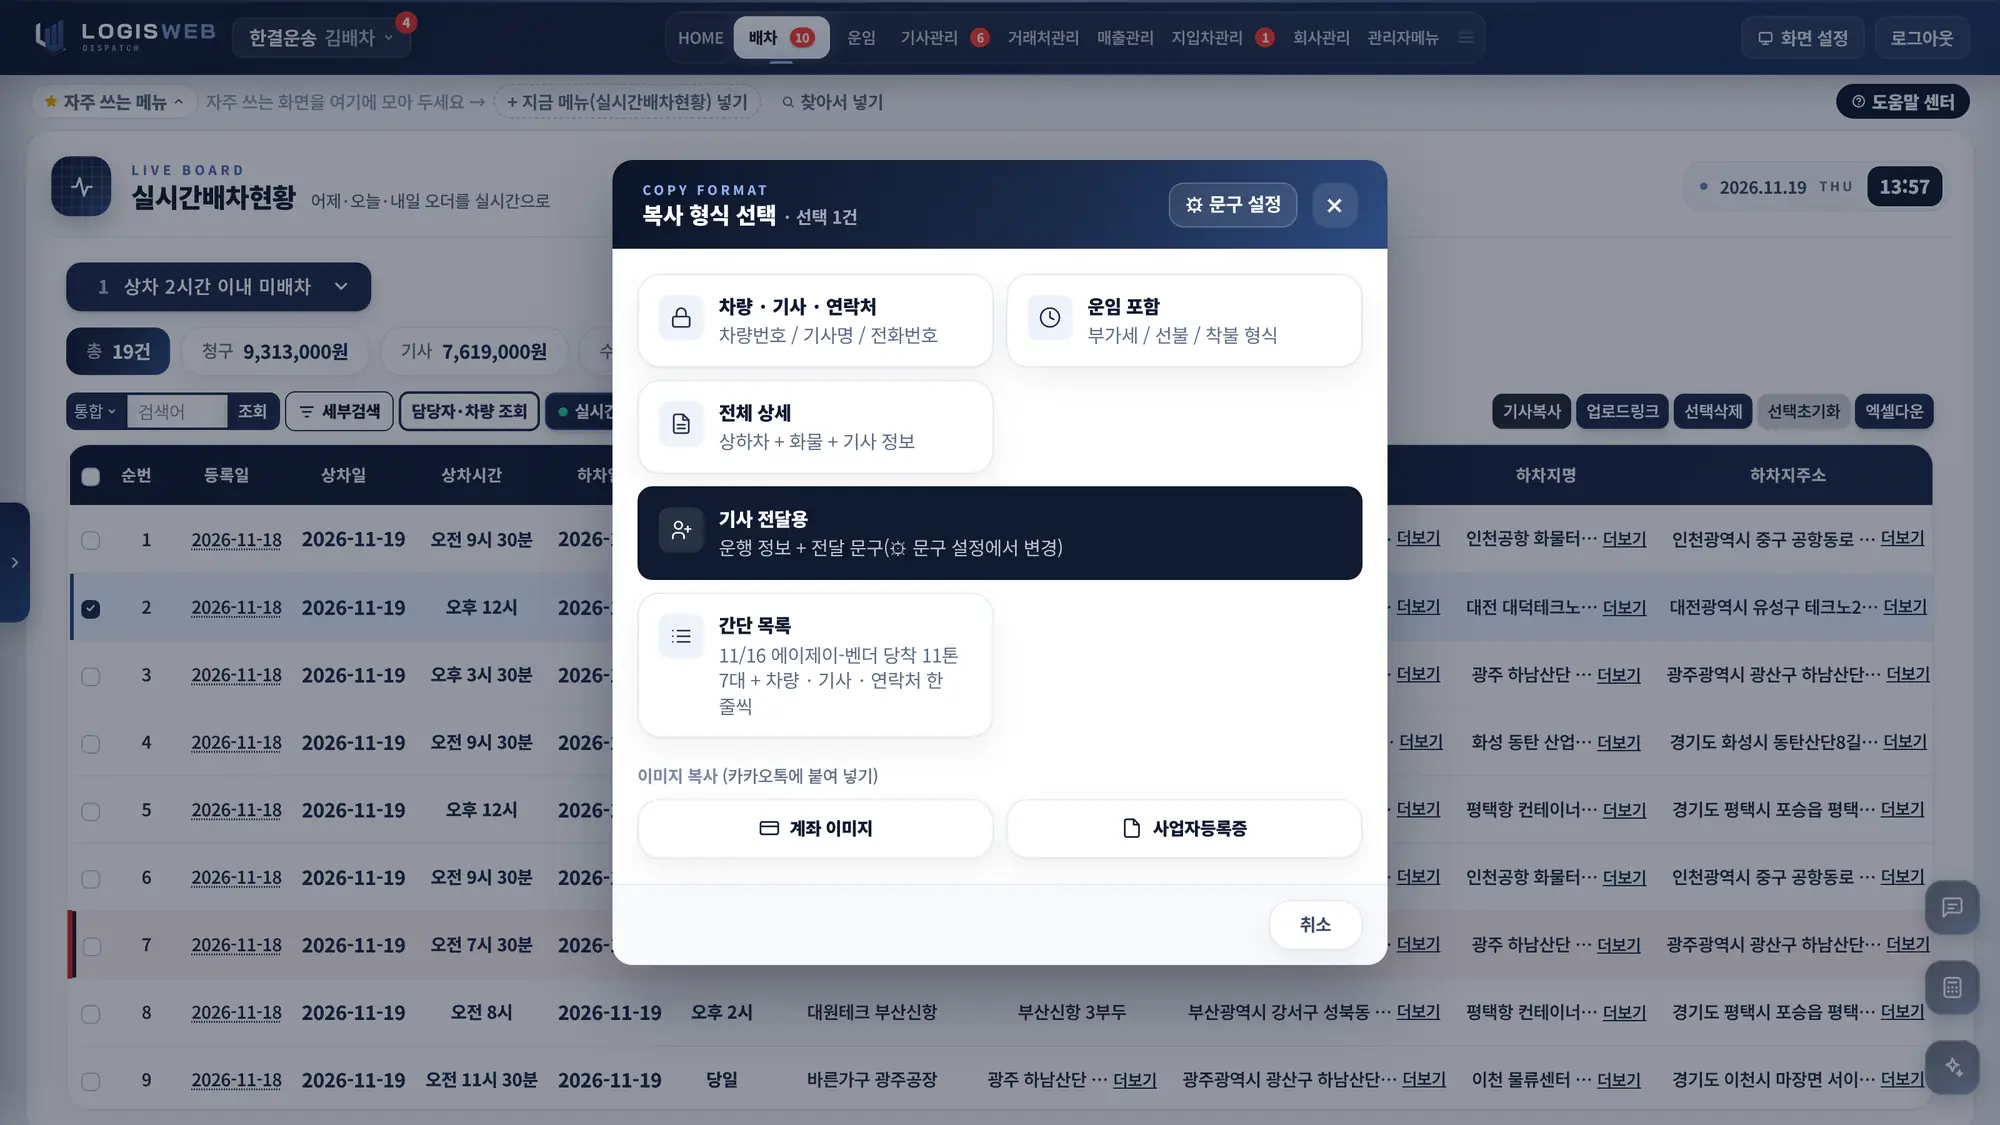 LOGISWEB
DISPATCH
한결운송 김배차
4
HOME
배차 10
운임
기사관리 6
거래처관리
매출관리
지입차관리 1
회사관리
관리자메뉴
화면 설정
로그아웃
자주 쓰는 메뉴
자주 쓰는 화면을 여기에 모아 두세요 →
+ 지금 메뉴(실시간배차현황) 넣기
찾아서 넣기
도움말 센터
LIVE BOARD
실시간배차현황 어제·오늘·내일 오더를 실시간으로
2026.11.19 THU 13:57
1 상차 2시간 이내 미배차
총 19건
청구 9,313,000원
기사 7,619,000원
통합
검색어
조회
세부검색
담당자·차량 조회
기사복사
업로드링크
선택삭제
선택초기화
엑셀다운
순번 등록일 상차일 상차시간 하차지명 하차지주소
1 2026-11-18 2026-11-19 오전 9시 30분 2026- 더보기 인천공항 화물터··· 더보기 인천광역시 중구 공항동로 ··· 더보기
2 2026-11-18 2026-11-19 오후 12시 2026- 더보기 대전 대덕테크노··· 더보기 대전광역시 유성구 테크노2··· 더보기
3 2026-11-18 2026-11-19 오후 3시 30분 2026- 더보기 광주 하남산단 ··· 더보기 광주광역시 광산구 하남산단··· 더보기
4 2026-11-18 2026-11-19 오전 9시 30분 2026- 더보기 화성 동탄 산업··· 더보기 경기도 화성시 동탄산단8길··· 더보기
5 2026-11-18 2026-11-19 오후 12시 2026- 더보기 평택항 컨테이너··· 더보기 경기도 평택시 포승읍 평택··· 더보기
6 2026-11-18 2026-11-19 오전 9시 30분 2026- 더보기 인천공항 화물터··· 더보기 인천광역시 중구 공항동로 ··· 더보기
7 2026-11-18 2026-11-19 오전 7시 30분 2026- 더보기 광주 하남산단 ··· 더보기 광주광역시 광산구 하남산단··· 더보기
8 2026-11-18 2026-11-19 오전 8시 2026-11-19 오후 2시 대원테크 부산신항 부산신항 3부두 부산광역시 강서구 성북동 ··· 더보기 평택항 컨테이너··· 더보기 경기도 평택시 포승읍 평택··· 더보기
9 2026-11-18 2026-11-19 오전 11시 30분 2026-11-19 당일 바른가구 광주공장 광주 하남산단 ··· 더보기 광주광역시 광산구 하남산단··· 더보기 이천 물류센터 ··· 더보기 경기도 이천시 마장면 서이··· 더보기
COPY FORMAT
복사 형식 선택 · 선택 1건
문구 설정
차량 · 기사 · 연락처
차량번호 / 기사명 / 전화번호
운임 포함
부가세 / 선불 / 착불 형식
전체 상세
상하차 + 화물 + 기사 정보
기사 전달용
운행 정보 + 전달 문구(⚙ 문구 설정에서 변경)
간단 목록
11/16 에이제이-벤더 당착 11톤
7대 + 차량 · 기사 · 연락처 한
줄씩
이미지 복사 (카카오톡에 붙여 넣기)
계좌 이미지
사업자등록증
취소